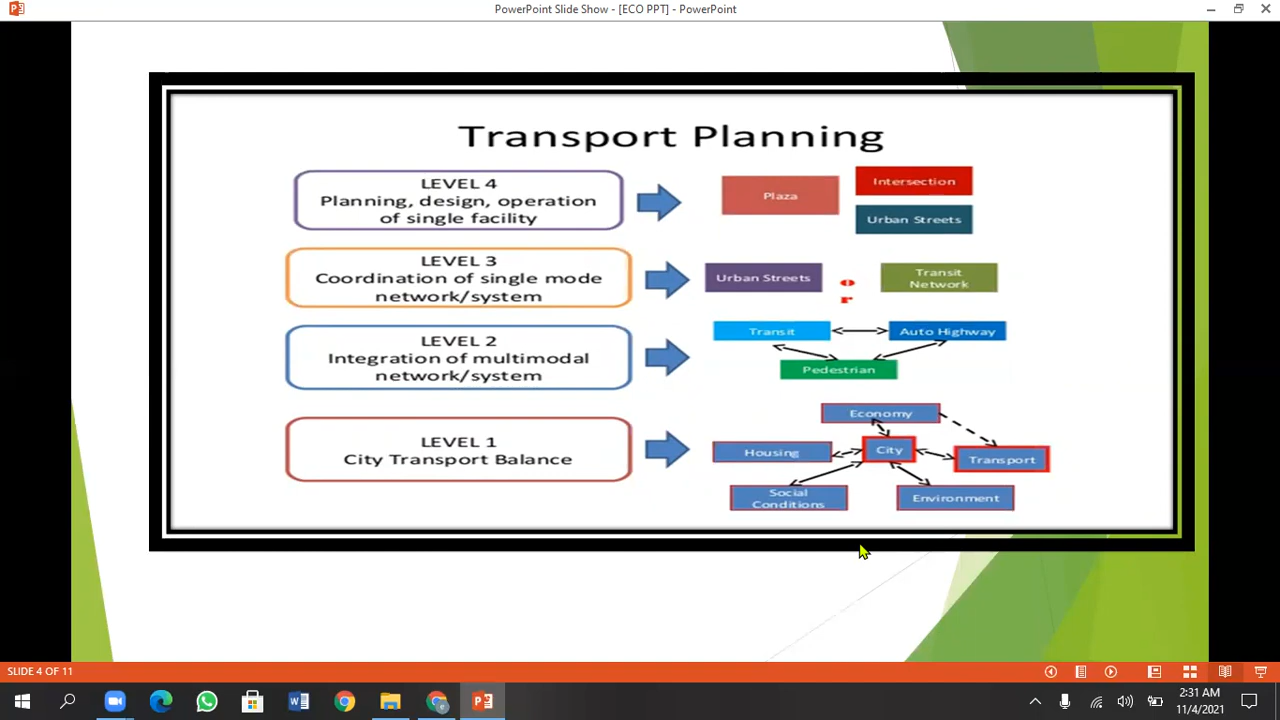 PowerPoint Slide Show - [ECO PPT] - PowerPoint
Transport Planning
LEVEL 4
Planning, design, operation
of single facility
Plaza
Intersection
Urban Streets
LEVEL 3
Coordination of single mode
network/system
Urban Streets
o
r
Transit
Network
LEVEL 2
Integration of multimodal
network/system
Transit
Auto Highway
Pedestrian
LEVEL 1
City Transport Balance
Economy
Housing
City
Transport
Social
Conditions
Environment
SLIDE 4 OF 11
2:31 AM
11/4/2021